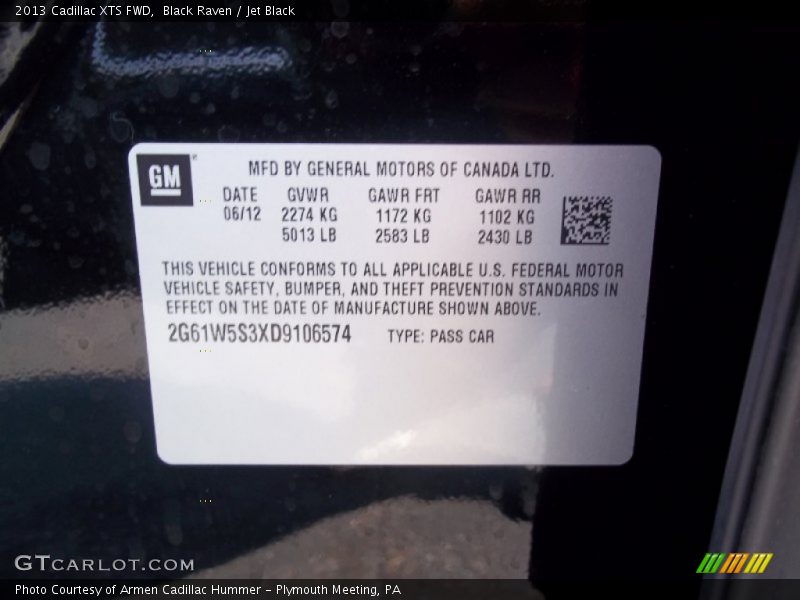 2013 Cadillac XTS FWD, Black Raven / Jet Black
GM
MFD BY GENERAL MOTORS OF CANADA LTD.
DATE GVWR GAWR FRT GAWR RR
06/12 2274 KG 1172 KG 1102 KG
5013 LB 2583 LB 2430 LB
THIS VEHICLE CONFORMS TO ALL APPLICABLE U.S. FEDERAL MOTOR
VEHICLE SAFETY, BUMPER, AND THEFT PREVENTION STANDARDS IN
EFFECT ON THE DATE OF MANUFACTURE SHOWN ABOVE.
2G61W5S3XD9106574 TYPE: PASS CAR
GTCARLOT.COM
Photo Courtesy of Armen Cadillac Hummer – Plymouth Meeting, PA